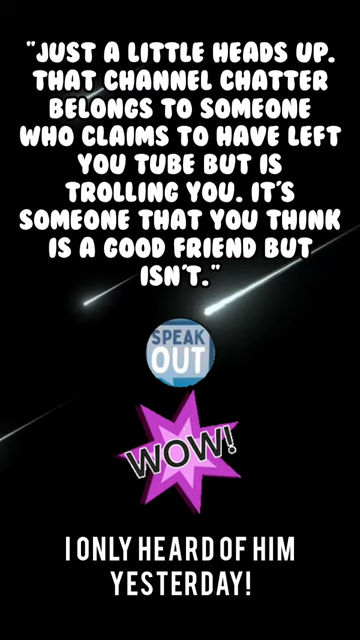 "JUST A LITTLE HEADS UP.
THAT CHANNEL CHATTER
BELONGS TO SOMEONE
WHO CLAIMS TO HAVE LEFT
YOU TUBE BUT IS
TROLLING YOU. IT'S
SOMEONE THAT YOU THINK
IS A GOOD FRIEND BUT
ISN'T."
SPEAK
OUT
WOW!
I ONLY HEARD OF HIM
YESTERDAY!